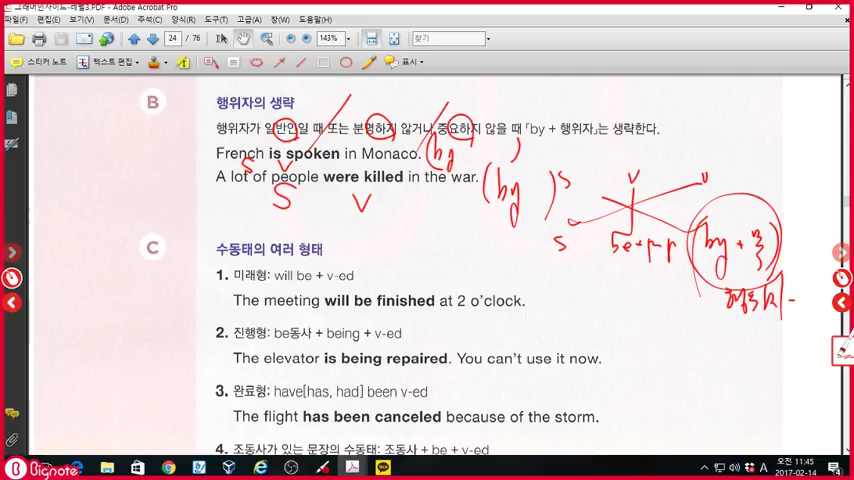 그래머인사이트-레벨3.PDF - Adobe Acrobat Pro
파일(F) 편집(E) 보기(V) 문서(D) 주석(C) 양식(R) 도구(T) 고급(A) 창(W) 도움말(H)
24 / 76 143% 찾기
스티커 노트 텍스트 편집 표시
B 행위자의 생략
행위자가 일반인일 때 또는 분명하지 않거나 중요하지 않을 때 「by + 행위자」는 생략한다.
French is spoken in Monaco. (by )
S V
A lot of people were killed in the war. (by )
S V
S V
S be+p.p (by +
C 수동태의 여러 형태
1. 미래형: will be + v-ed
The meeting will be finished at 2 o'clock.
2. 진행형: be동사 + being + v-ed
The elevator is being repaired. You can't use it now.
3. 완료형: have[has, had] been v-ed
The flight has been canceled because of the storm.
4. 조동사가 있는 문장의 수동태: 조동사 + be + v-ed
Bignote
A 오전 11:45
2017-02-14